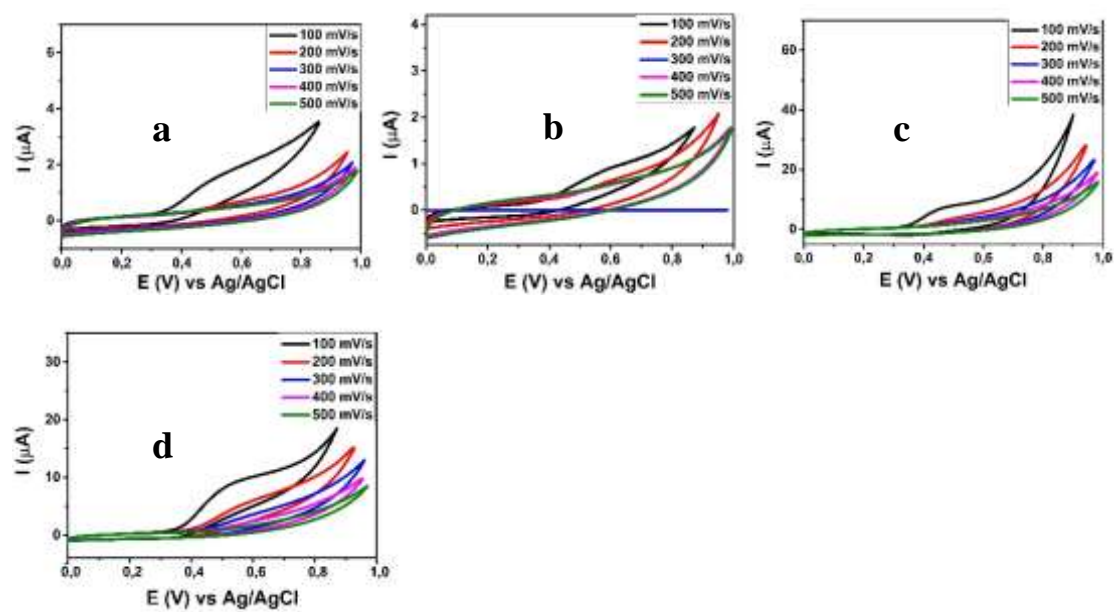 6
4
2
0
I (µA)
100 mV/s
200 mV/s
300 mV/s
400 mV/s
500 mV/s
a
0,0 0,2 0,4 0,6 0,8 1,0
E (V) vs Ag/AgCl
4
3
2
1
0
I (µA)
100 mV/s
200 mV/s
300 mV/s
400 mV/s
500 mV/s
b
0,0 0,2 0,4 0,6 0,8 1,0
E (V) vs Ag/AgCl
60
40
20
0
I (µA)
100 mV/s
200 mV/s
300 mV/s
400 mV/s
500 mV/s
c
0,0 0,2 0,4 0,6 0,8 1,0
E (V) vs Ag/AgCl
30
20
10
0
I (µA)
100 mV/s
200 mV/s
300 mV/s
400 mV/s
500 mV/s
d
0,0 0,2 0,4 0,6 0,8 1,0
E (V) vs Ag/AgCl